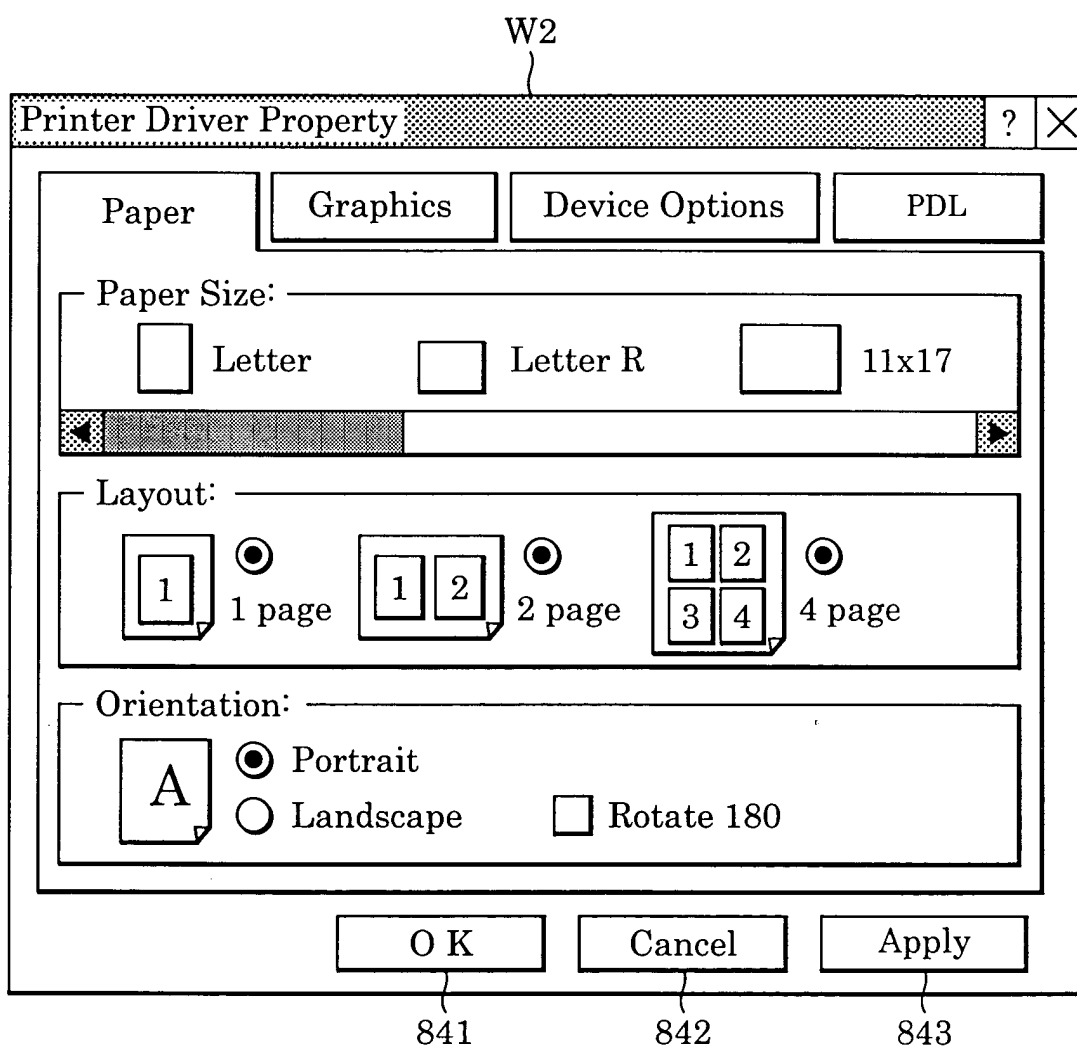 W2
Printer Driver Property ?
Paper Graphics Device Options PDL
Paper Size:
Letter Letter R 11x17
Layout:
1 1 page 1 2 2 page 1 2 4 page
3 4
Orientation:
A Portrait
Landscape Rotate 180
O K Cancel Apply
841 842 843